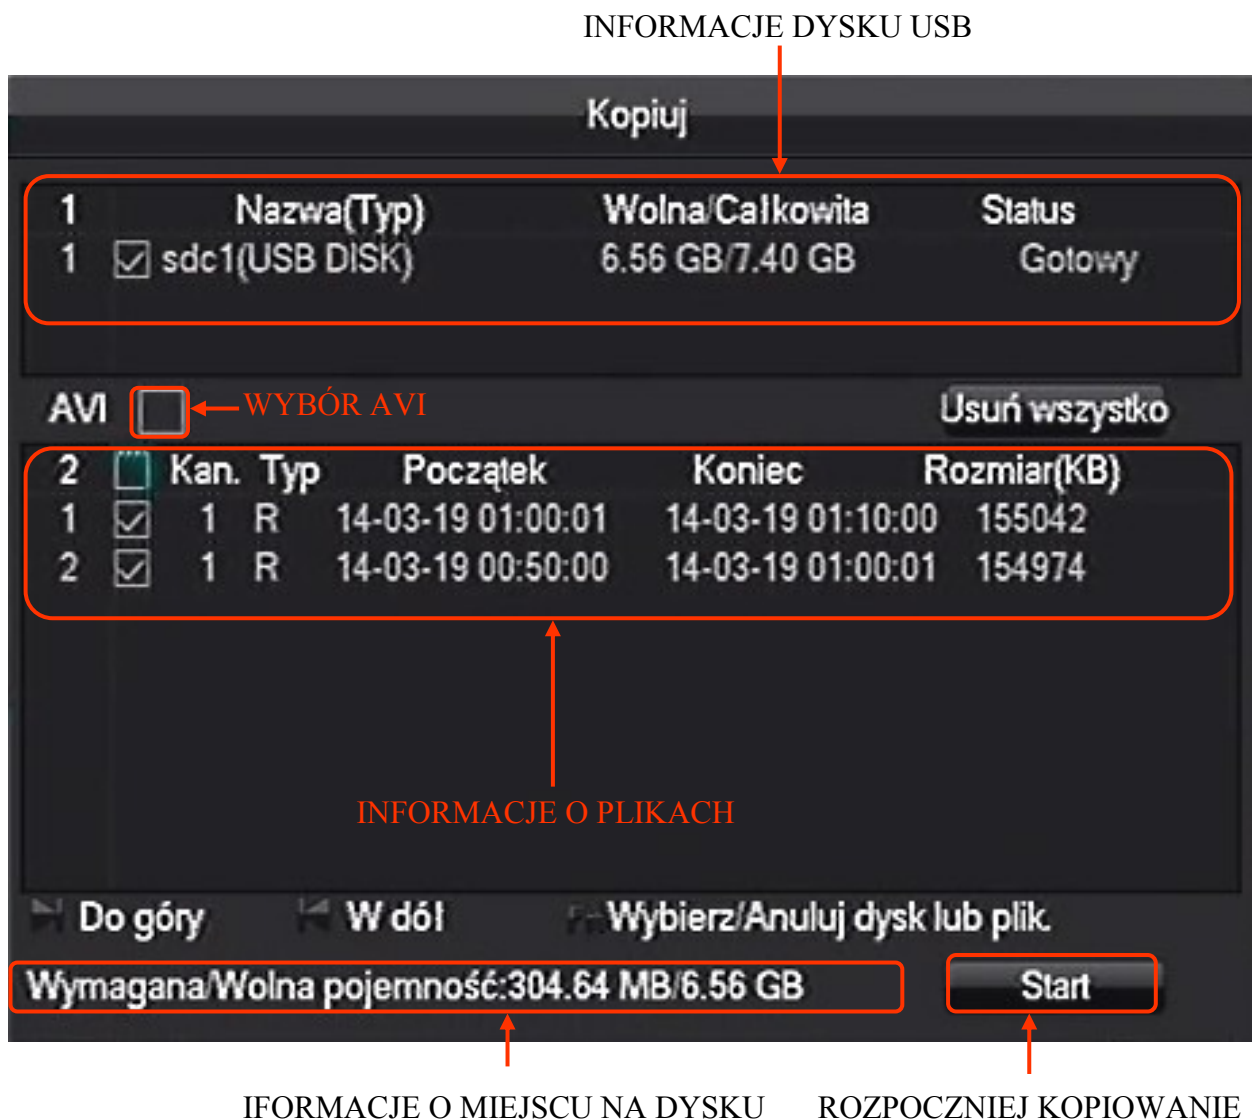 INFORMACJE DYSKU USB
Kopiuj
1 Nazwa(Typ) Wolna/Całkowita Status
1 sdc1(USB DISK) 6.56 GB/7.40 GB Gotowy
AVI WYBÓR AVI Usuń wszystko
2 Kan. Typ Początek Koniec Rozmiar(KB)
1 1 R 14-03-19 01:00:01 14-03-19 01:10:00 155042
2 1 R 14-03-19 00:50:00 14-03-19 01:00:01 154974
INFORMACJE O PLIKACH
Do góry W dół Wybierz/Anuluj dysk lub plik.
Wymagana/Wolna pojemność:304.64 MB/6.56 GB Start
IFORMACJE O MIEJSCU NA DYSKU ROZPOCZNIEJ KOPIOWANIE